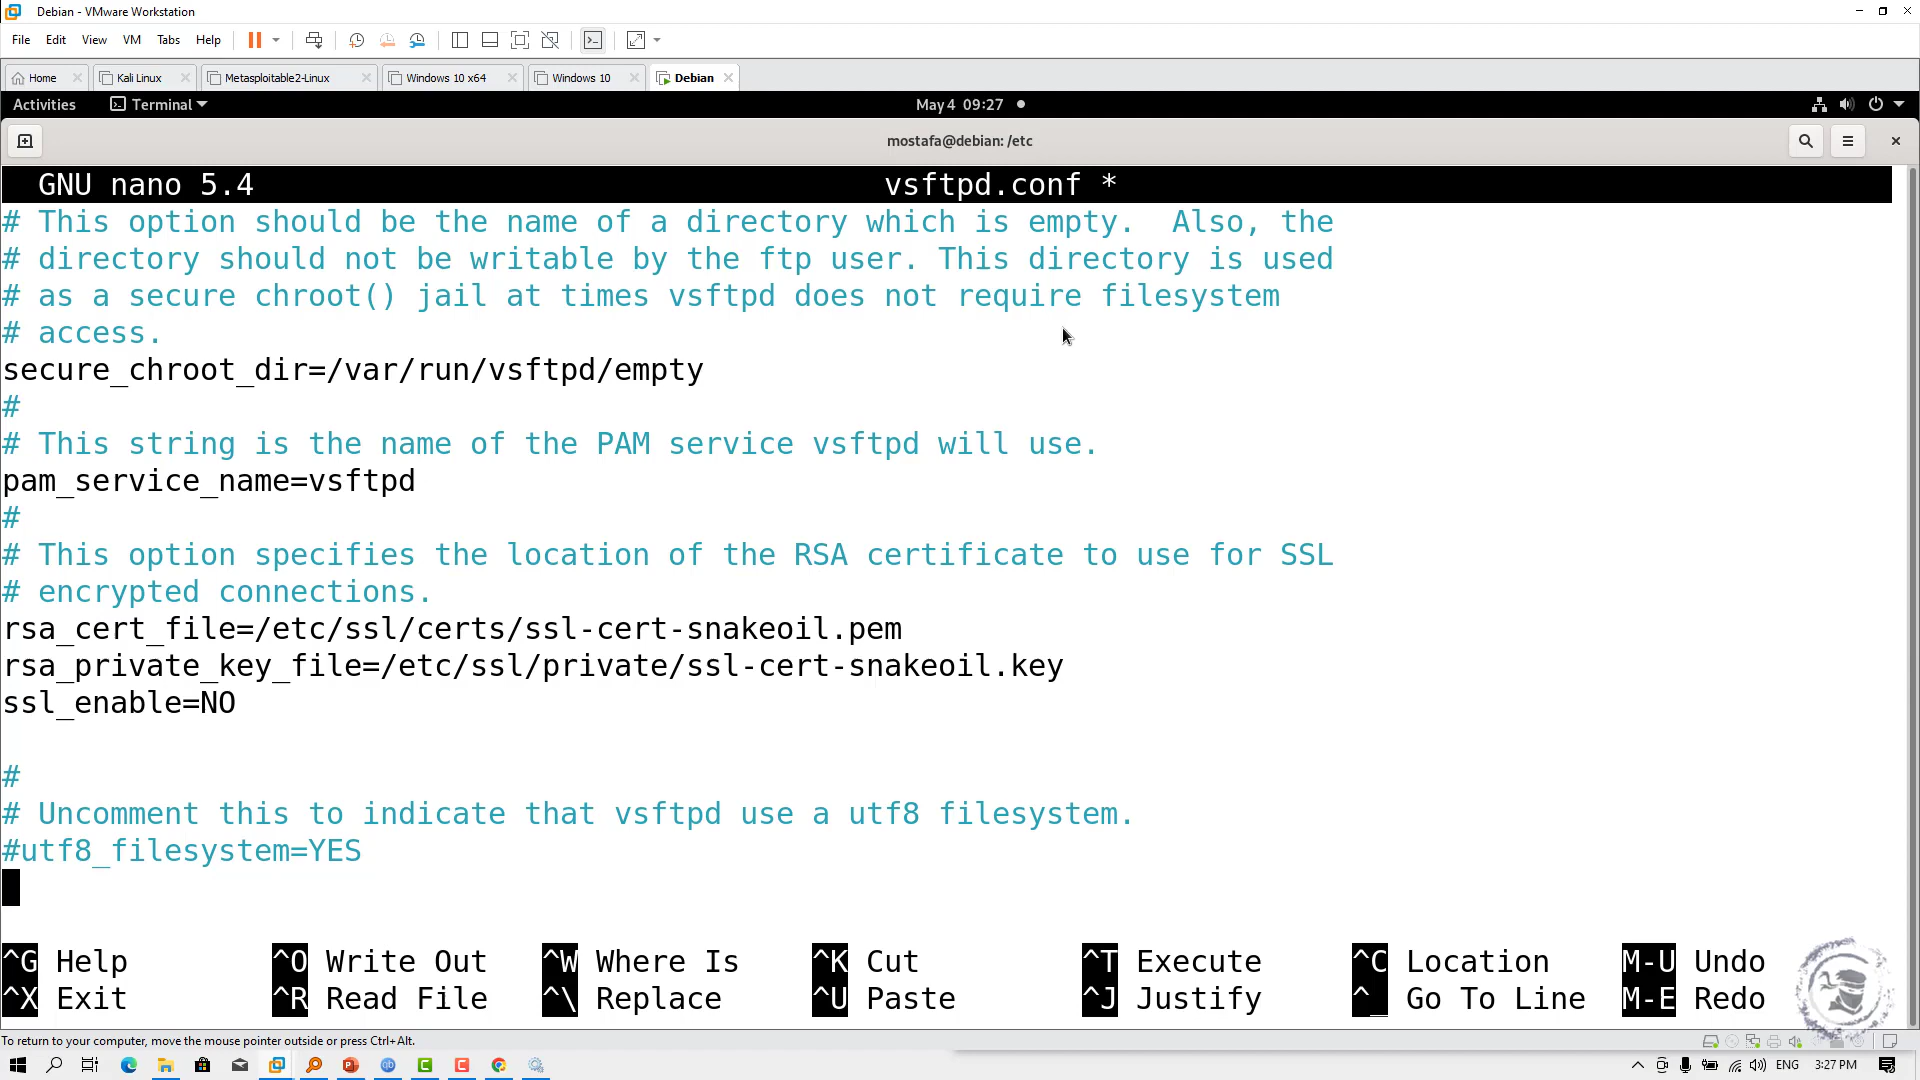 Debian - VMware Workstation
File Edit View VM Tabs Help
Home Kali Linux Metasploitable2-Linux Windows 10 x64 Windows 10 Debian
Activities Terminal May 4 09:27
mostafa@debian: /etc
GNU nano 5.4 vsftpd.conf *
# This option should be the name of a directory which is empty.  Also, the
# directory should not be writable by the ftp user. This directory is used
# as a secure chroot() jail at times vsftpd does not require filesystem
# access.
secure_chroot_dir=/var/run/vsftpd/empty
#
# This string is the name of the PAM service vsftpd will use.
pam_service_name=vsftpd
#
# This option specifies the location of the RSA certificate to use for SSL
# encrypted connections.
rsa_cert_file=/etc/ssl/certs/ssl-cert-snakeoil.pem
rsa_private_key_file=/etc/ssl/private/ssl-cert-snakeoil.key
ssl_enable=NO
#
# Uncomment this to indicate that vsftpd use a utf8 filesystem.
#utf8_filesystem=YES
^G Help ^O Write Out ^W Where Is ^K Cut ^T Execute ^C Location M-U Undo
^X Exit ^R Read File ^\ Replace ^U Paste ^J Justify ^_ Go To Line M-E Redo
To return to your computer, move the mouse pointer outside or press Ctrl+Alt.
ENG 3:27 PM